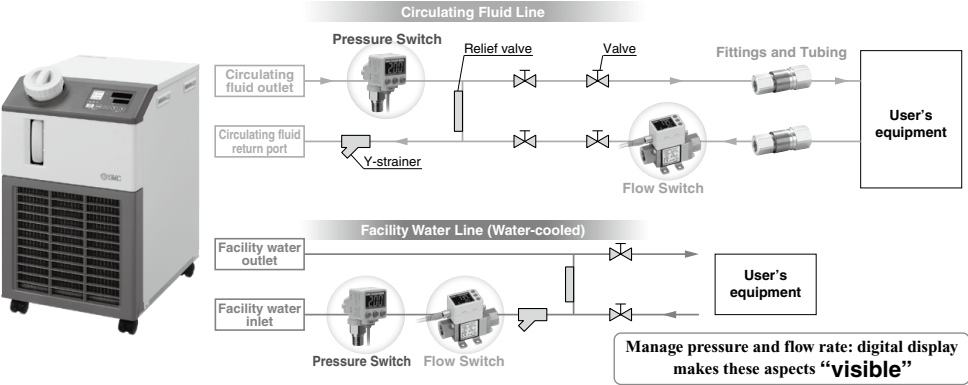 Circulating Fluid Line
Pressure Switch
Relief valve
Valve
Fittings and Tubing
Circulating
fluid outlet
User's
equipment
Circulating fluid
return port
Y-strainer
Flow Switch
SMC
Facility Water Line (Water-cooled)
Facility water
outlet
User's
equipment
Facility water
inlet
Pressure Switch
Flow Switch
Manage pressure and flow rate: digital display
makes these aspects “visible”